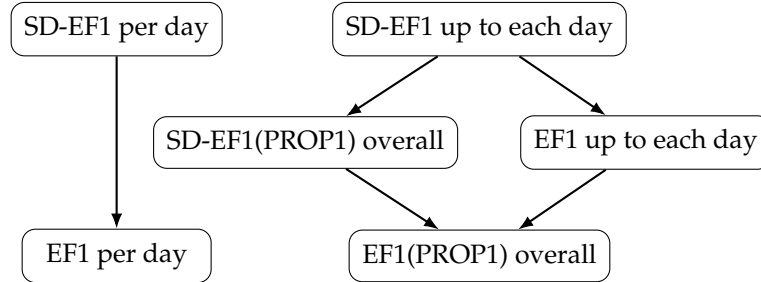 SD-EF1 per day
SD-EF1 up to each day
SD-EF1(PROP1) overall
EF1 up to each day
EF1 per day
EF1(PROP1) overall